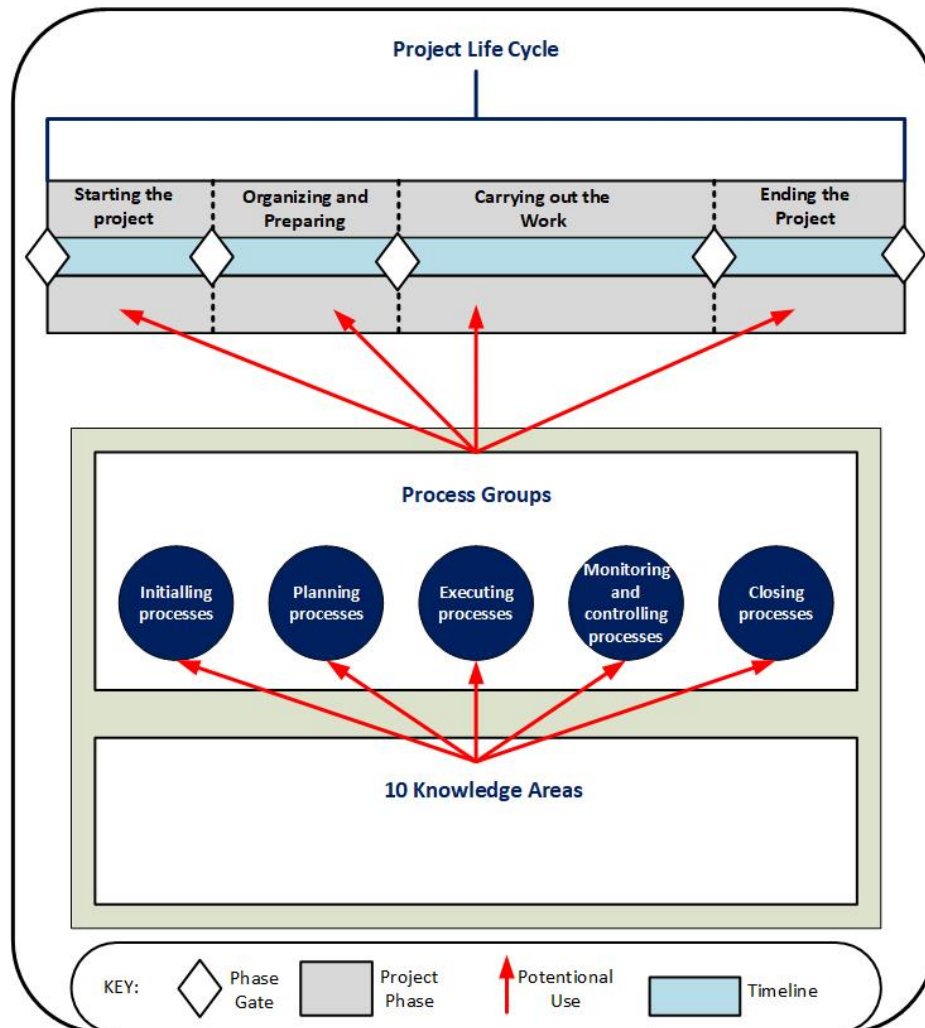 Project Life Cycle
Starting the
project
Organizing and
Preparing
Carrying out the
Work
Ending the
Project
Process Groups
Initialling
processes
Planning
processes
Executing
processes
Monitoring
and
controlling
processes
Closing
processes
10 Knowledge Areas
KEY:
Phase
Gate
Project
Phase
Potentional
Use
Timeline